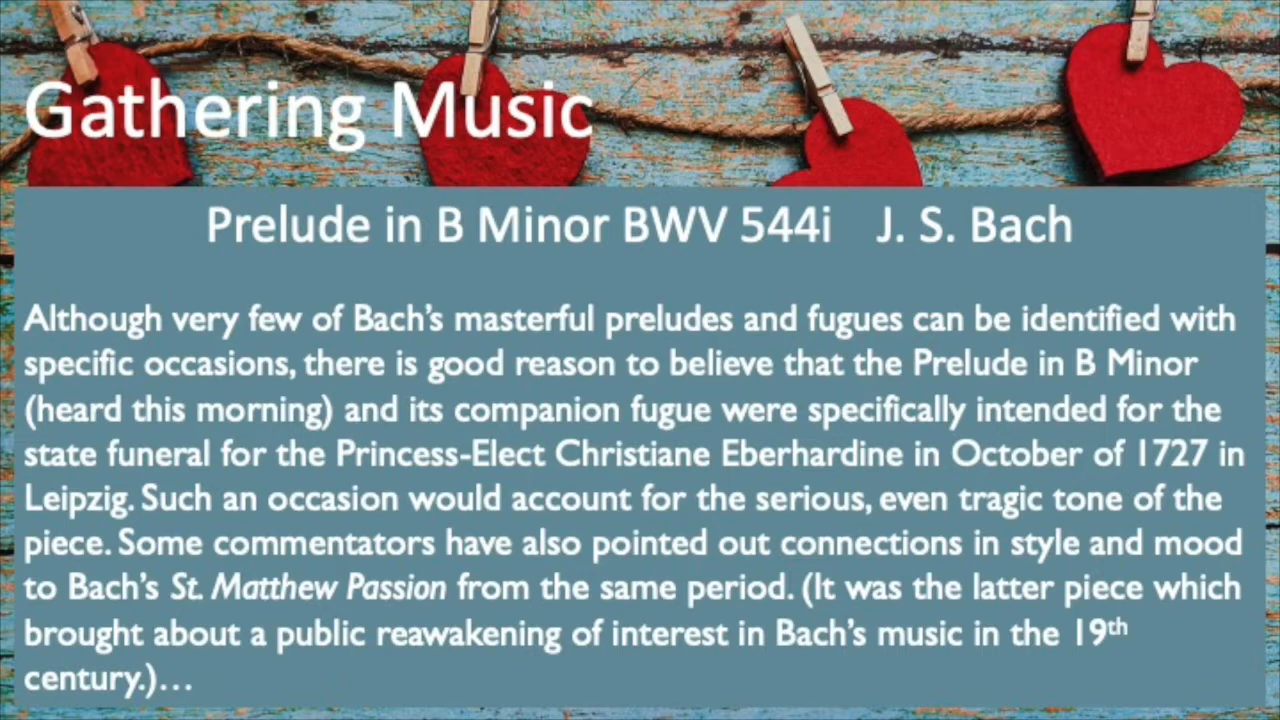 Gathering Music
Prelude in B Minor BWV 544i J. S. Bach
Although very few of Bach's masterful preludes and fugues can be identified with
specific occasions, there is good reason to believe that the Prelude in B Minor
(heard this morning) and its companion fugue were specifically intended for the
state funeral for the Princess-Elect Christiane Eberhardine in October of 1727 in
Leipzig. Such an occasion would account for the serious, even tragic tone of the
piece. Some commentators have also pointed out connections in style and mood
to Bach's St. Matthew Passion from the same period. (It was the latter piece which
brought about a public reawakening of interest in Bach's music in the 19th
century.)…